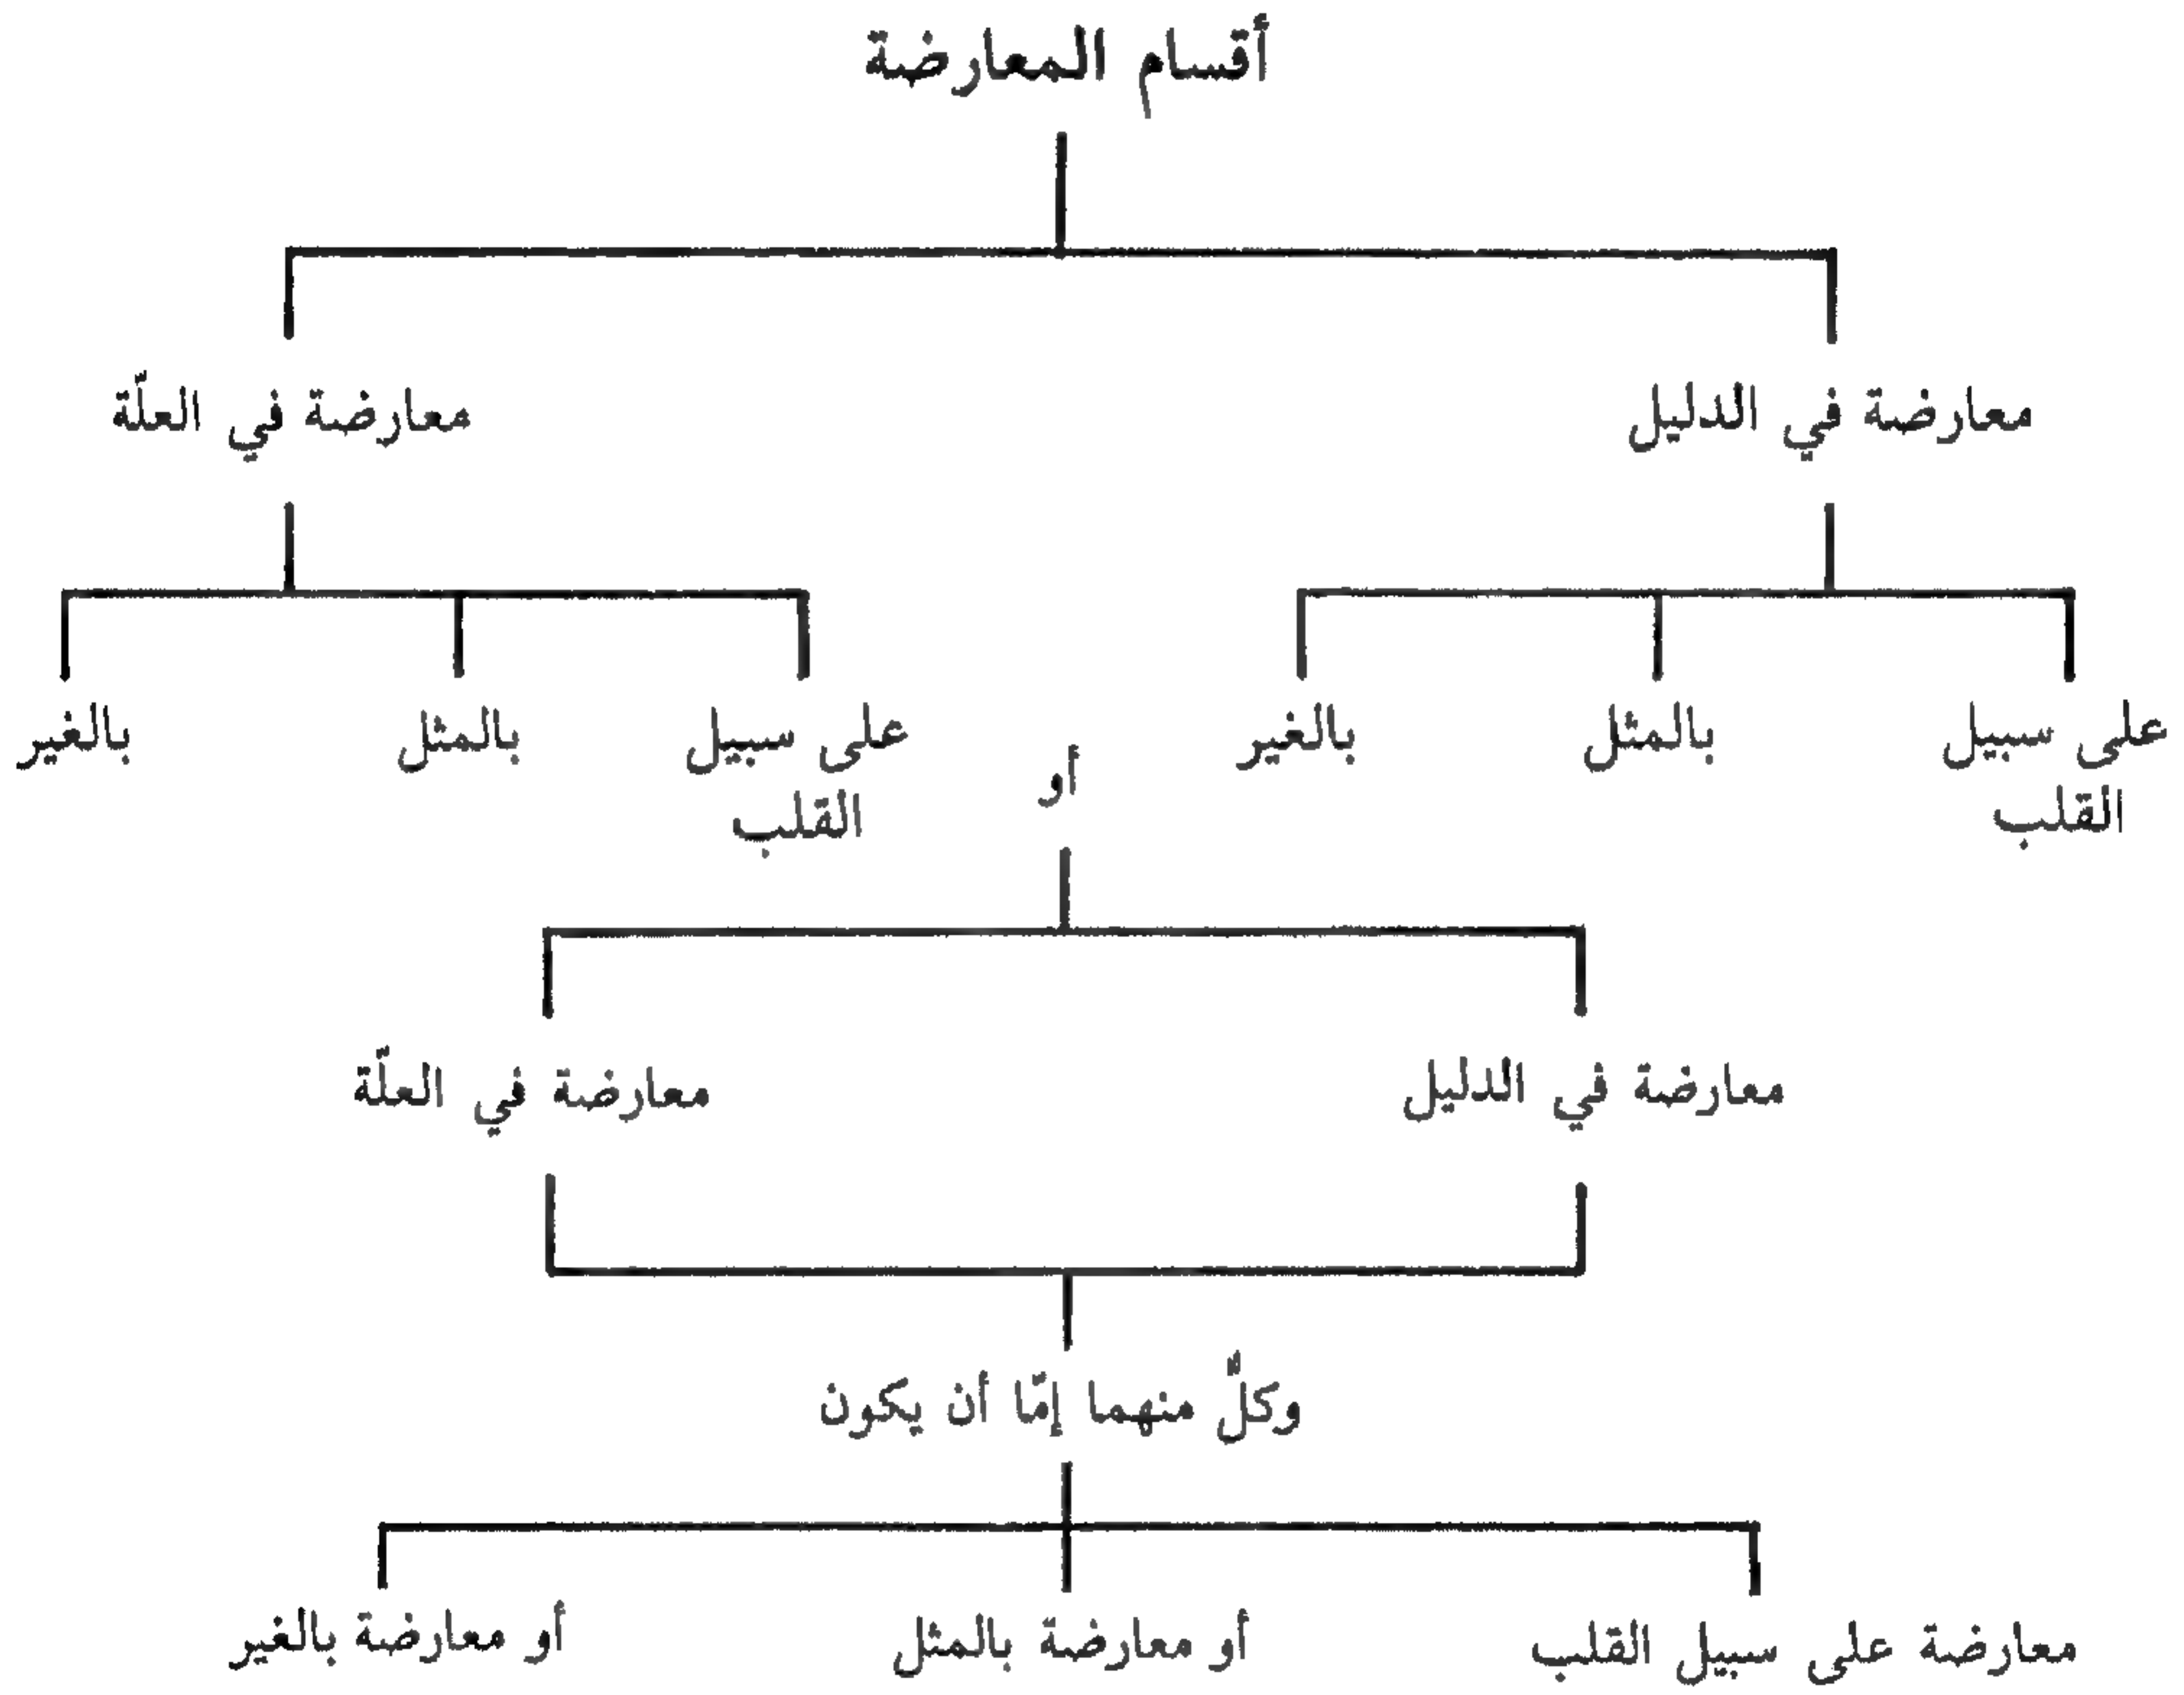 أقسام المعارضة
معارضة في الدليل
معارضة في العلّة
على سبيل
القلب
بالمثل
بالغير
على سبيل
القلب
بالمثل
بالغير
أو
معارضة في الدليل
معارضة في العلّة
وكلٌّ منهما إمّا أن يكون
معارضة على سبيل القلب
أو معارضة بالمثل
أو معارضة بالغير